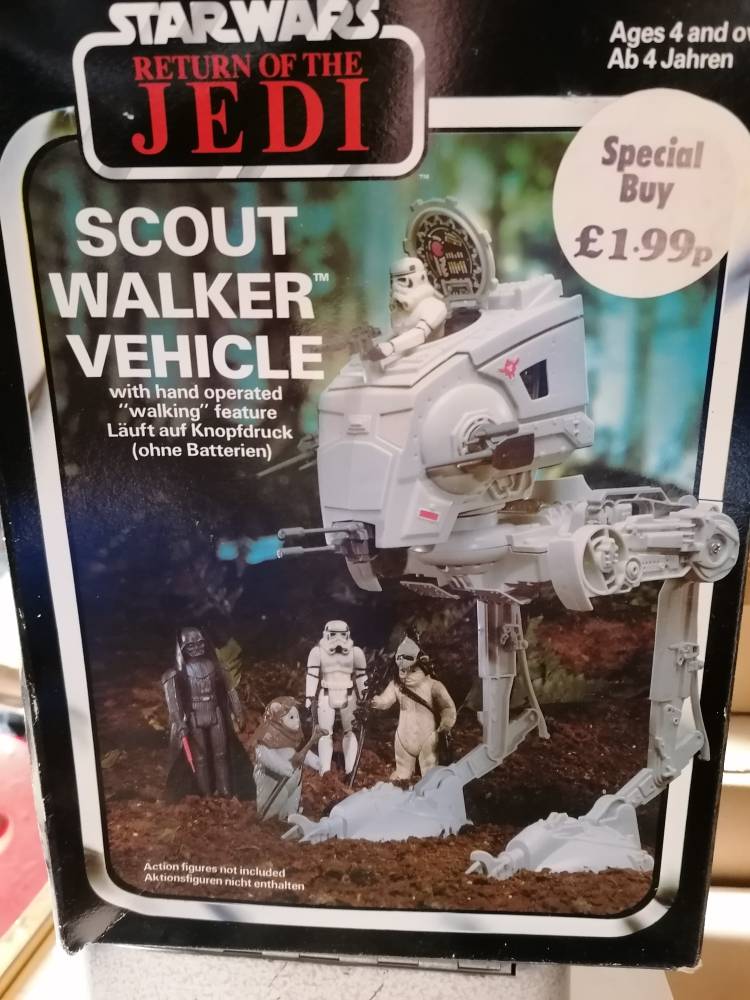 STAR WARS
RETURN OF THE
JEDI
Ages 4 and
Ab 4 Jahren
Special
Buy
£1.99p
TM
SCOUT
WALKER™
VEHICLE
with hand operated
"walking" feature
Läuft auf Knopfdruck
(ohne Batterien)
Action figures not included
Aktionsfiguren nicht enthalten